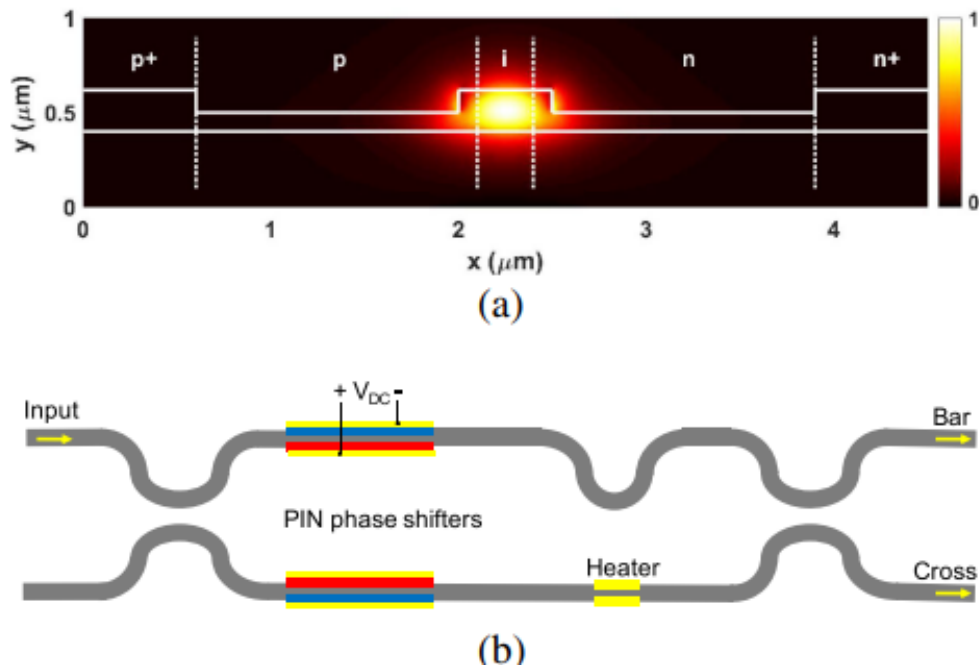 1
1
p+
p
i
n
n+
y (μm)
0.5
0
0
0
1
2
3
4
x (μm)
(a)
+ VDC -
Input
Bar
PIN phase shifters
Heater
Cross
(b)